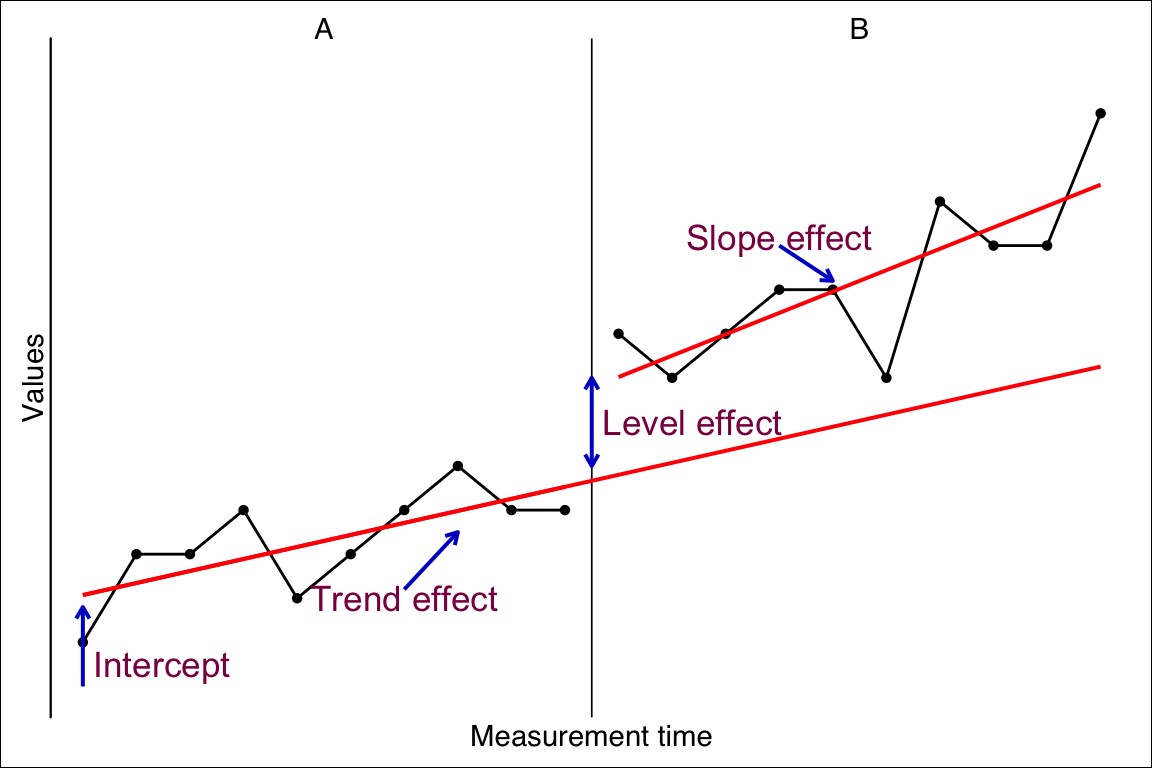 A
B
Slope effect
Values
Level effect
Trend effect
Intercept
Measurement time